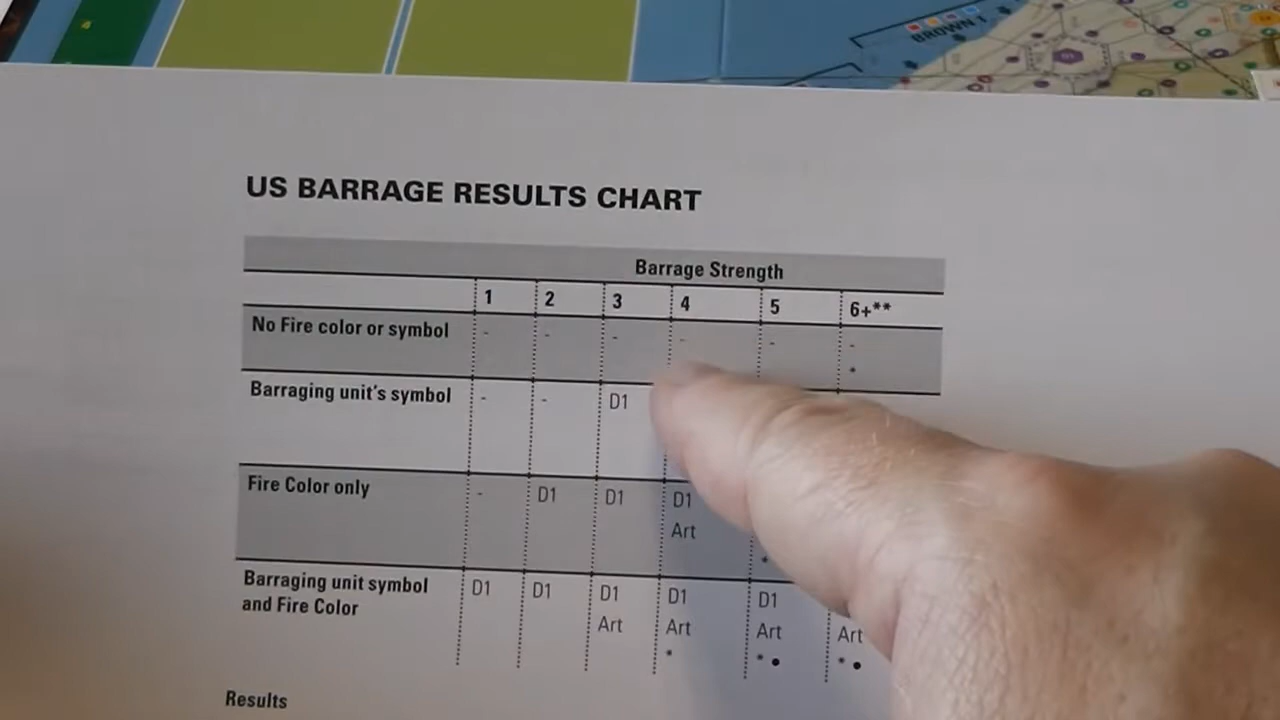 BROWN 1
US BARRAGE RESULTS CHART
Barrage Strength
1 2 3 4 5 6+**
No Fire color or symbol - - - - - -
*
Barraging unit's symbol - - D1
Fire Color only - D1 D1 D1
Art
*
Barraging unit symbol D1 D1 D1 D1 D1
and Fire Color Art Art Art Art
* * • * •
Results